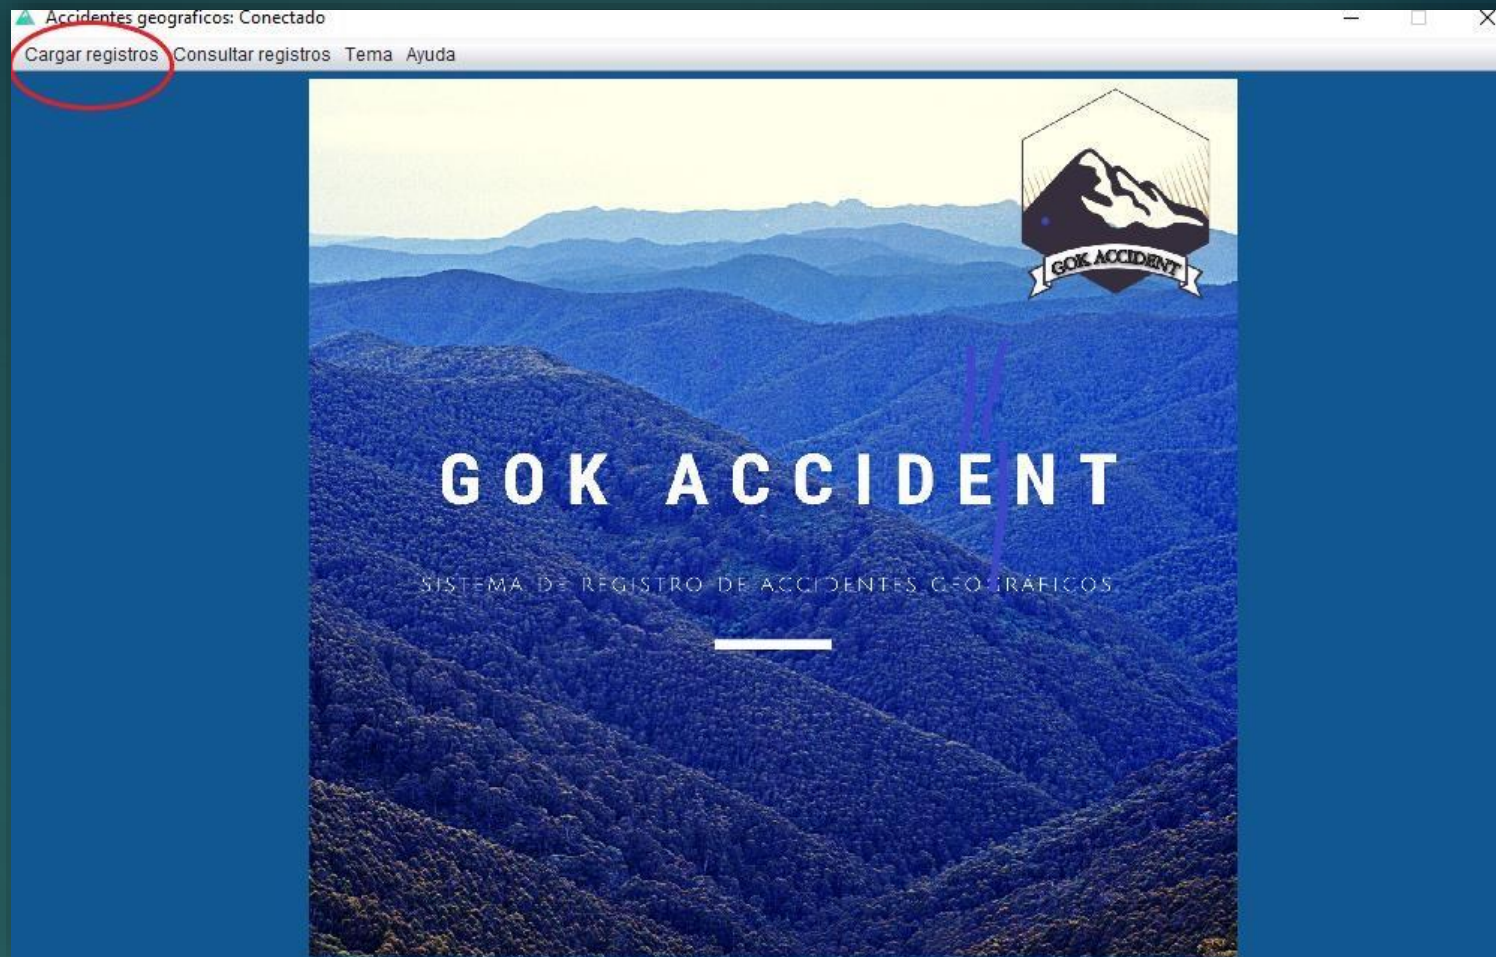 Accidentes geograficos: Conectado
Cargar registros Consultar registros Tema Ayuda
GOK ACCIDENT
GOK ACCIDENT
SISTEMA DE REGISTRO DE ACCIDENTES GEOGRÁFICOS